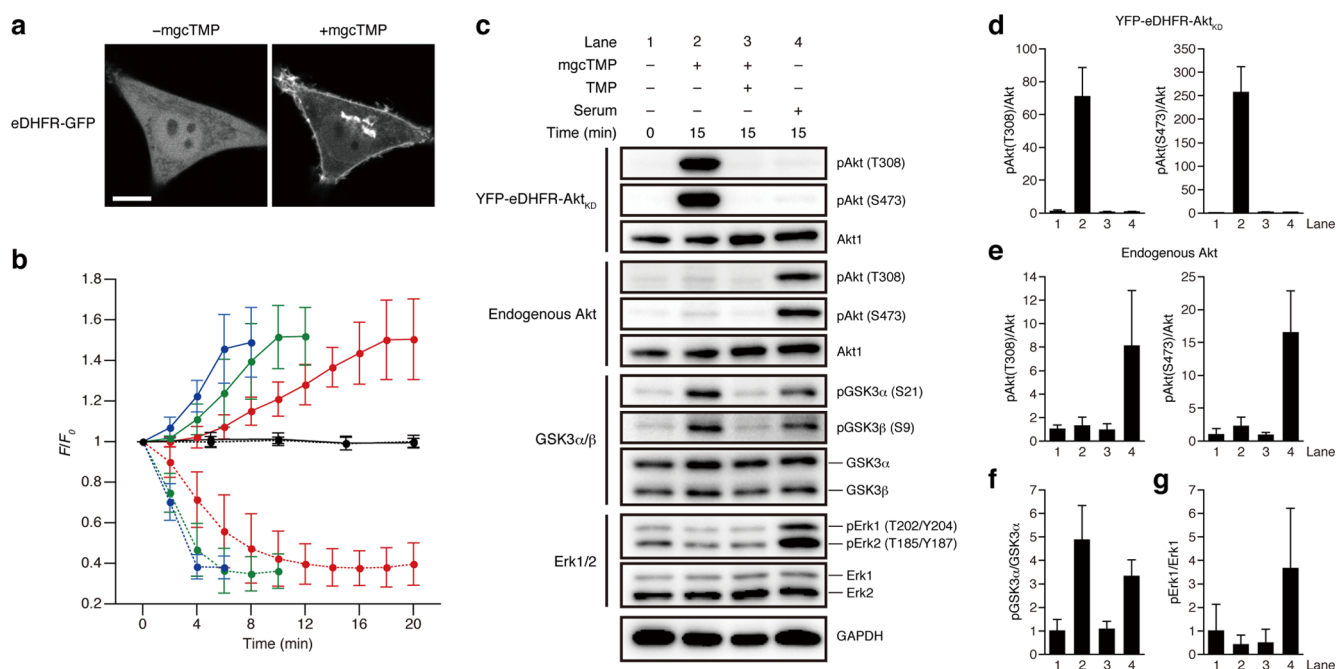 a
–mgcTMP +mgcTMP
eDHFR-GFP
b
1.8
1.6
1.4
1.2
1
0.8
0.6
0.4
0.2
F/F0
0 4 8 12 16 20
Time (min)
c
Lane 1 2 3 4
mgcTMP – + + –
TMP – – + –
Serum – – – +
Time (min) 0 15 15 15
YFP-eDHFR-AktKD
pAkt (T308)
pAkt (S473)
Akt1
Endogenous Akt
pAkt (T308)
pAkt (S473)
Akt1
GSK3α/β
pGSK3α (S21)
pGSK3β (S9)
GSK3α
GSK3β
Erk1/2
pErk1 (T202/Y204)
pErk2 (T185/Y187)
Erk1
Erk2
GAPDH
d
YFP-eDHFR-AktKD
pAkt(T308)/Akt
100
80
60
40
20
0
1 2 3 4
pAkt(S473)/Akt
350
300
250
200
150
100
50
0
1 2 3 4 Lane
e
Endogenous Akt
pAkt(T308)/Akt
14
12
10
8
6
4
2
0
1 2 3 4
pAkt(S473)/Akt
25
20
15
10
5
0
1 2 3 4 Lane
f
pGSK3α/GSK3α
7
6
5
4
3
2
1
0
1 2 3 4
g
pErk1/Erk1
7
6
5
4
3
2
1
0
1 2 3 4 Lane